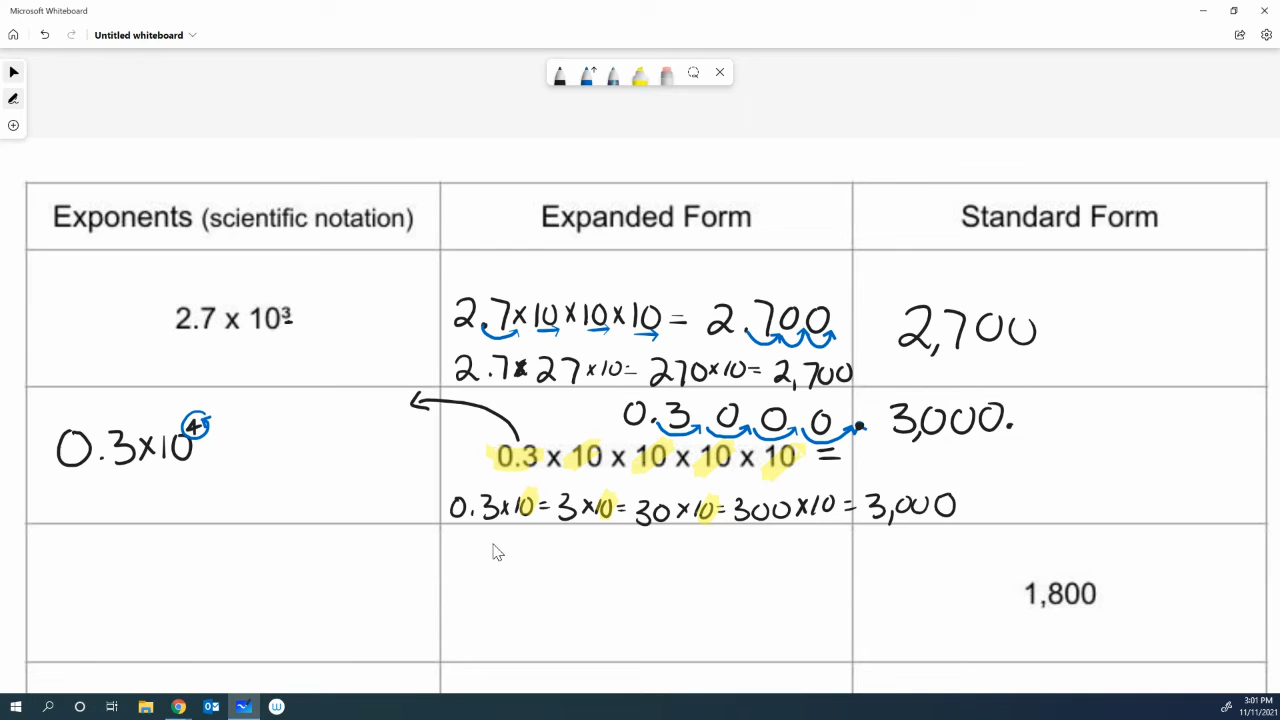 Microsoft Whiteboard
Untitled whiteboard
Exponents (scientific notation)
Expanded Form
Standard Form
2.7 x 10³
2.7×10×10×10= 2.700
2.7× 27×10= 270×10= 2,700
2,700
0.3×10⁴
0.3 0 0 0.
0.3 x 10 x 10 x 10 x 10 =
0.3×10= 3×10= 30×10= 300×10= 3,000
3,000.
1,800
3:01 PM
11/11/2021